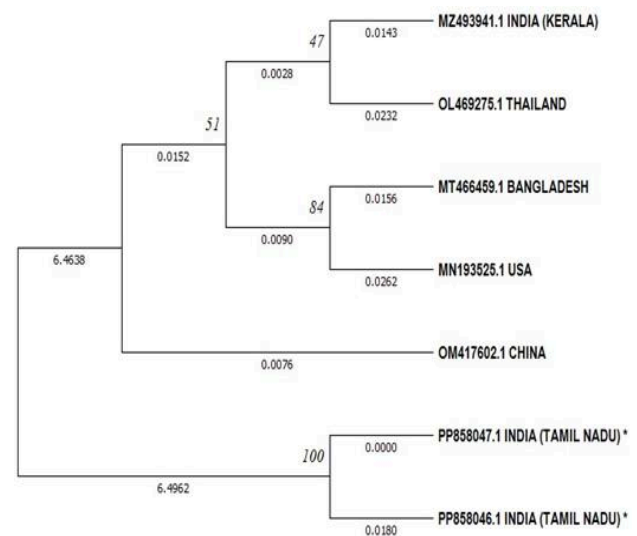 47
0.0143
MZ493941.1 INDIA (KERALA)
0.0028
51
0.0232
OL469275.1 THAILAND
0.0152
84
0.0156
MT466459.1 BANGLADESH
0.0090
6.4638
0.0262
MN193525.1 USA
0.0076
OM417602.1 CHINA
100
0.0000
PP858047.1 INDIA (TAMIL NADU) *
6.4962
0.0180
PP858046.1 INDIA (TAMIL NADU) *